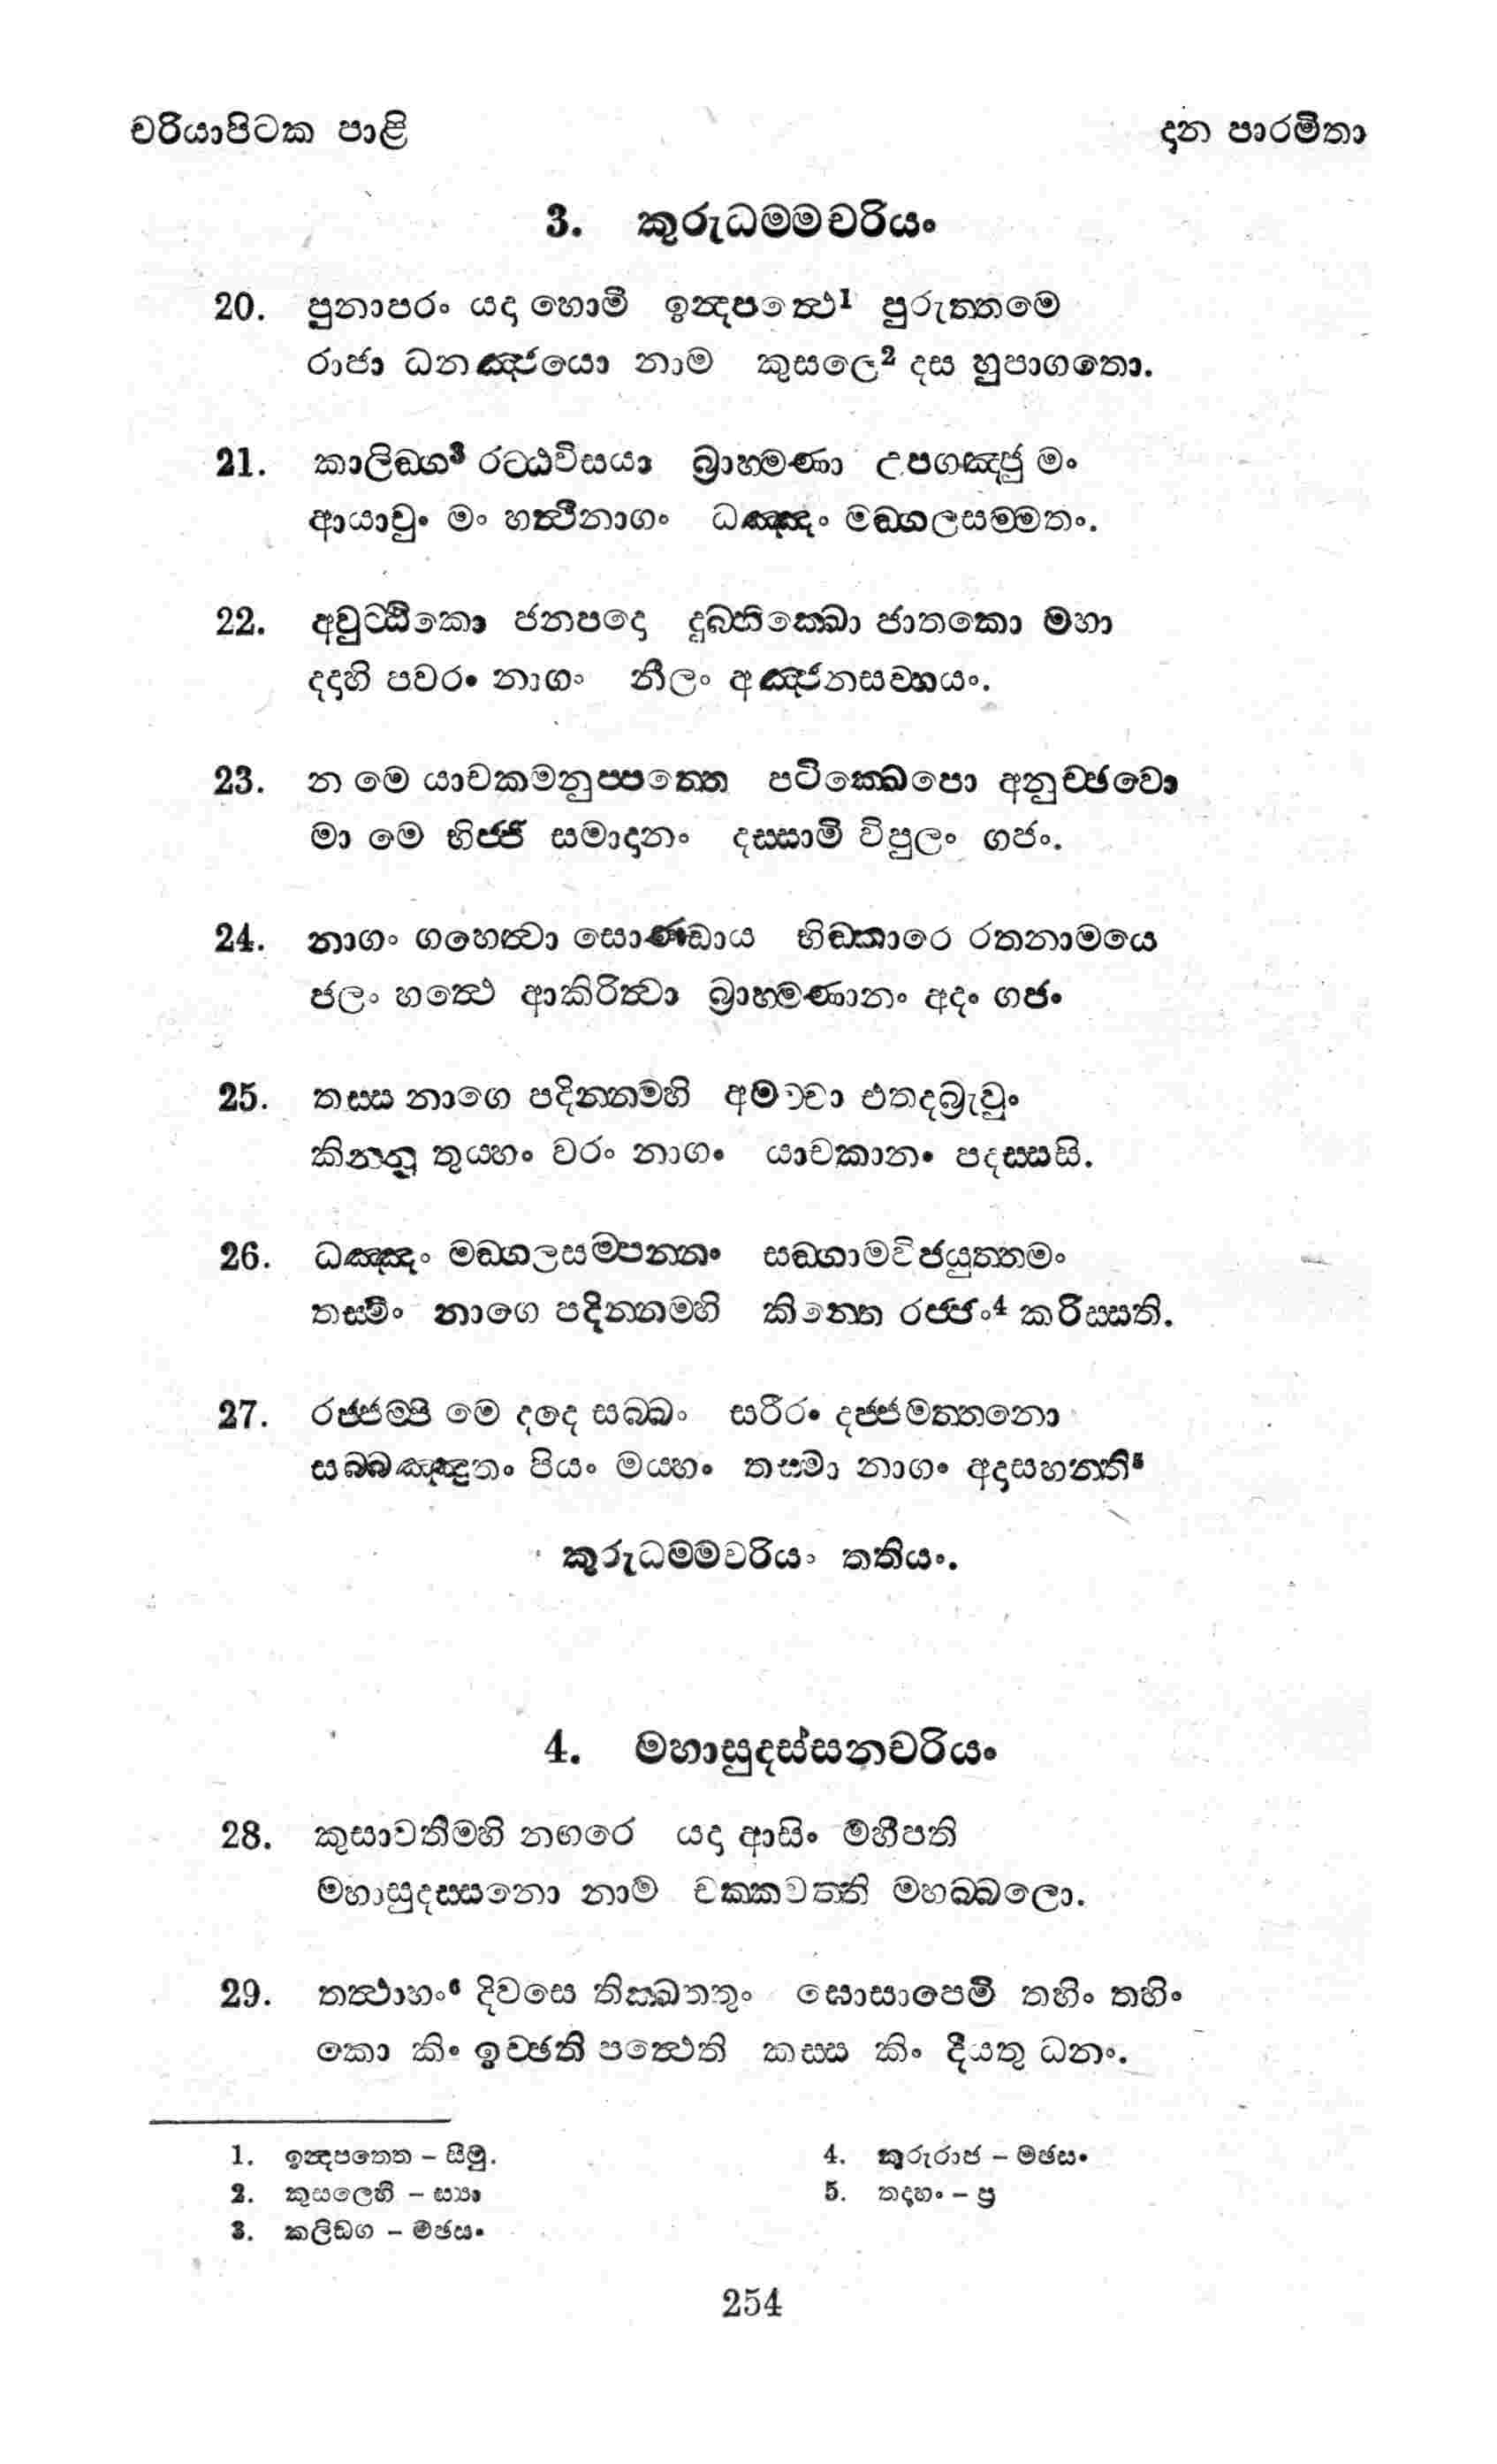 චරියාපිටක පාළි දාන පාරමිතා
3. කුරුධම්මචරියං
20. පුනාපරං යදා හොමි ඉන්දපත්ථෙ1 පුරුත්තමෙ
රාජා ධනඤ්ජයො නාම කුසලෙ2 දස හුපාගතො.
21. කාලිඞ්ග3 රට්ඨවිසයා බ්‍රාහ්මණා උපගඤ්ජු මං
ආයාචුං මං හත්ථිනාගං ධඤ්ඤං මඞ්ගලසම්මතං.
22. අවුට්ඨිකො ජනපදො දුබ්භික්ඛො ඡාතකො මහා
දදාහි පවරං නාගං නීලං අඤ්ජනසව්හයං.
23. න මෙ යාචකමනුප්පත්තෙ පටික්ඛෙපො අනුච්ඡවො
මා මෙ භිජ්ජි සමාදානං දස්සාමි විපුලං ගජං.
24. නාගං ගහෙත්වා සොණ්ඩාය භිඞ්කාරෙ රතනාමයෙ
ජලං හත්ථෙ ආකිරිත්වා බ්‍රාහ්මණානං අදං ගජං
25. තස්ස නාගෙ පදින්නම්හි අමච්චා එතදබ්‍රැවුං
කින්නු තුය්හං වරං නාගං යාචකානං පදස්සසි.
26. ධඤ්ඤං මඞ්ගලසම්පන්නං සඞ්ගාමවිජයුත්තමං
තස්මිං නාගෙ පදින්නම්හි කින්තෙ රජ්ජං4 කරිස්සති.
27. රජ්ජම්පි මෙ දදෙ සබ්බං සරීරං දජ්ජමත්තනො
සබ්බඤ්ඤුතං පියං මය්හං තස්මා නාගං අදාසහන්ති5
කුරුධම්මචරියං තතියං.
4. මහාසුදස්සනචරියං
28. කුසාවතිම්හි නගරෙ යදා ආසිං මහීපති
මහාසුදස්සනො නාම චක්කවත්ති මහබ්බලො.
29. තත්ථාහං6 දිවසෙ තික්ඛත්තුං ඝොසාපෙමි තහිං තහිං
කො කිං ඉච්ඡති පත්ථෙති කස්ස කිං දීයතු ධනං.
1. ඉන්දපත්තෙ – සීමු.
2. කුසලෙහි – ස්‍යා
3. කලිඞ්ග – මඡසං
4. කුරුරාජ – මඡසං
5. තදාහං – ප්‍ර
254